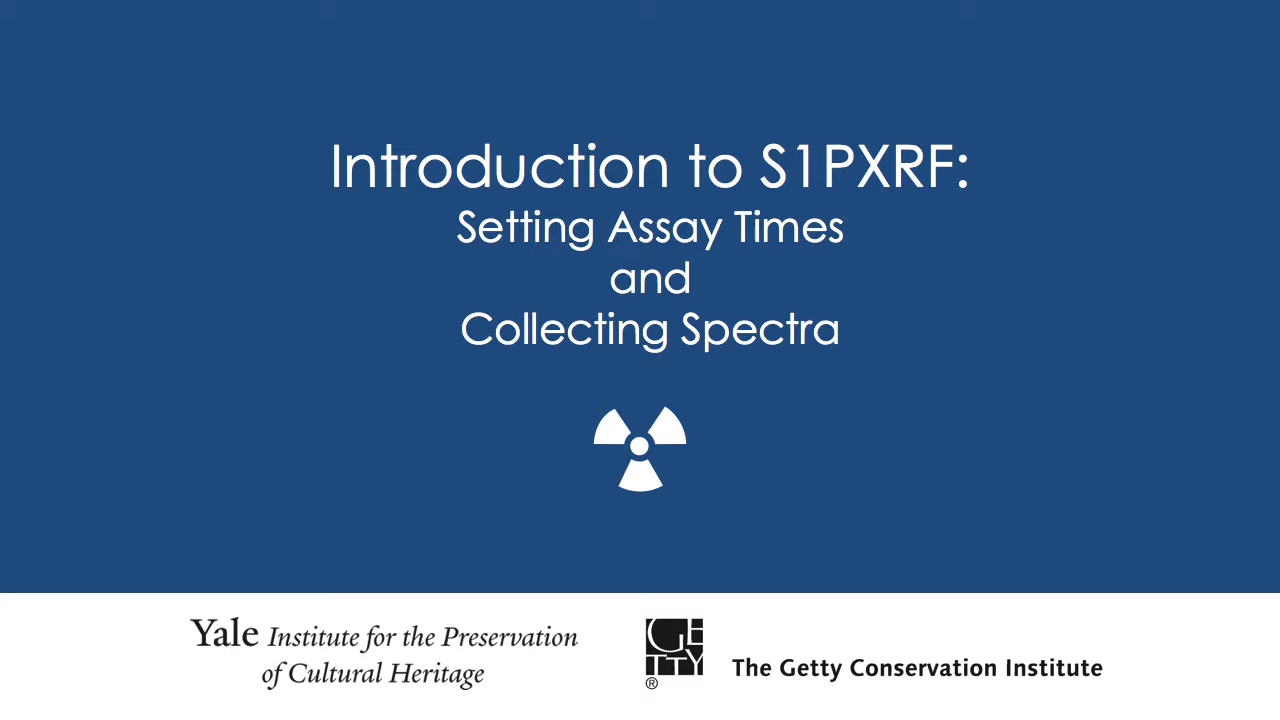 Introduction to S1PXRF:
Setting Assay Times
and
Collecting Spectra
Yale Institute for the Preservation
of Cultural Heritage
GE
TTY
®
The Getty Conservation Institute